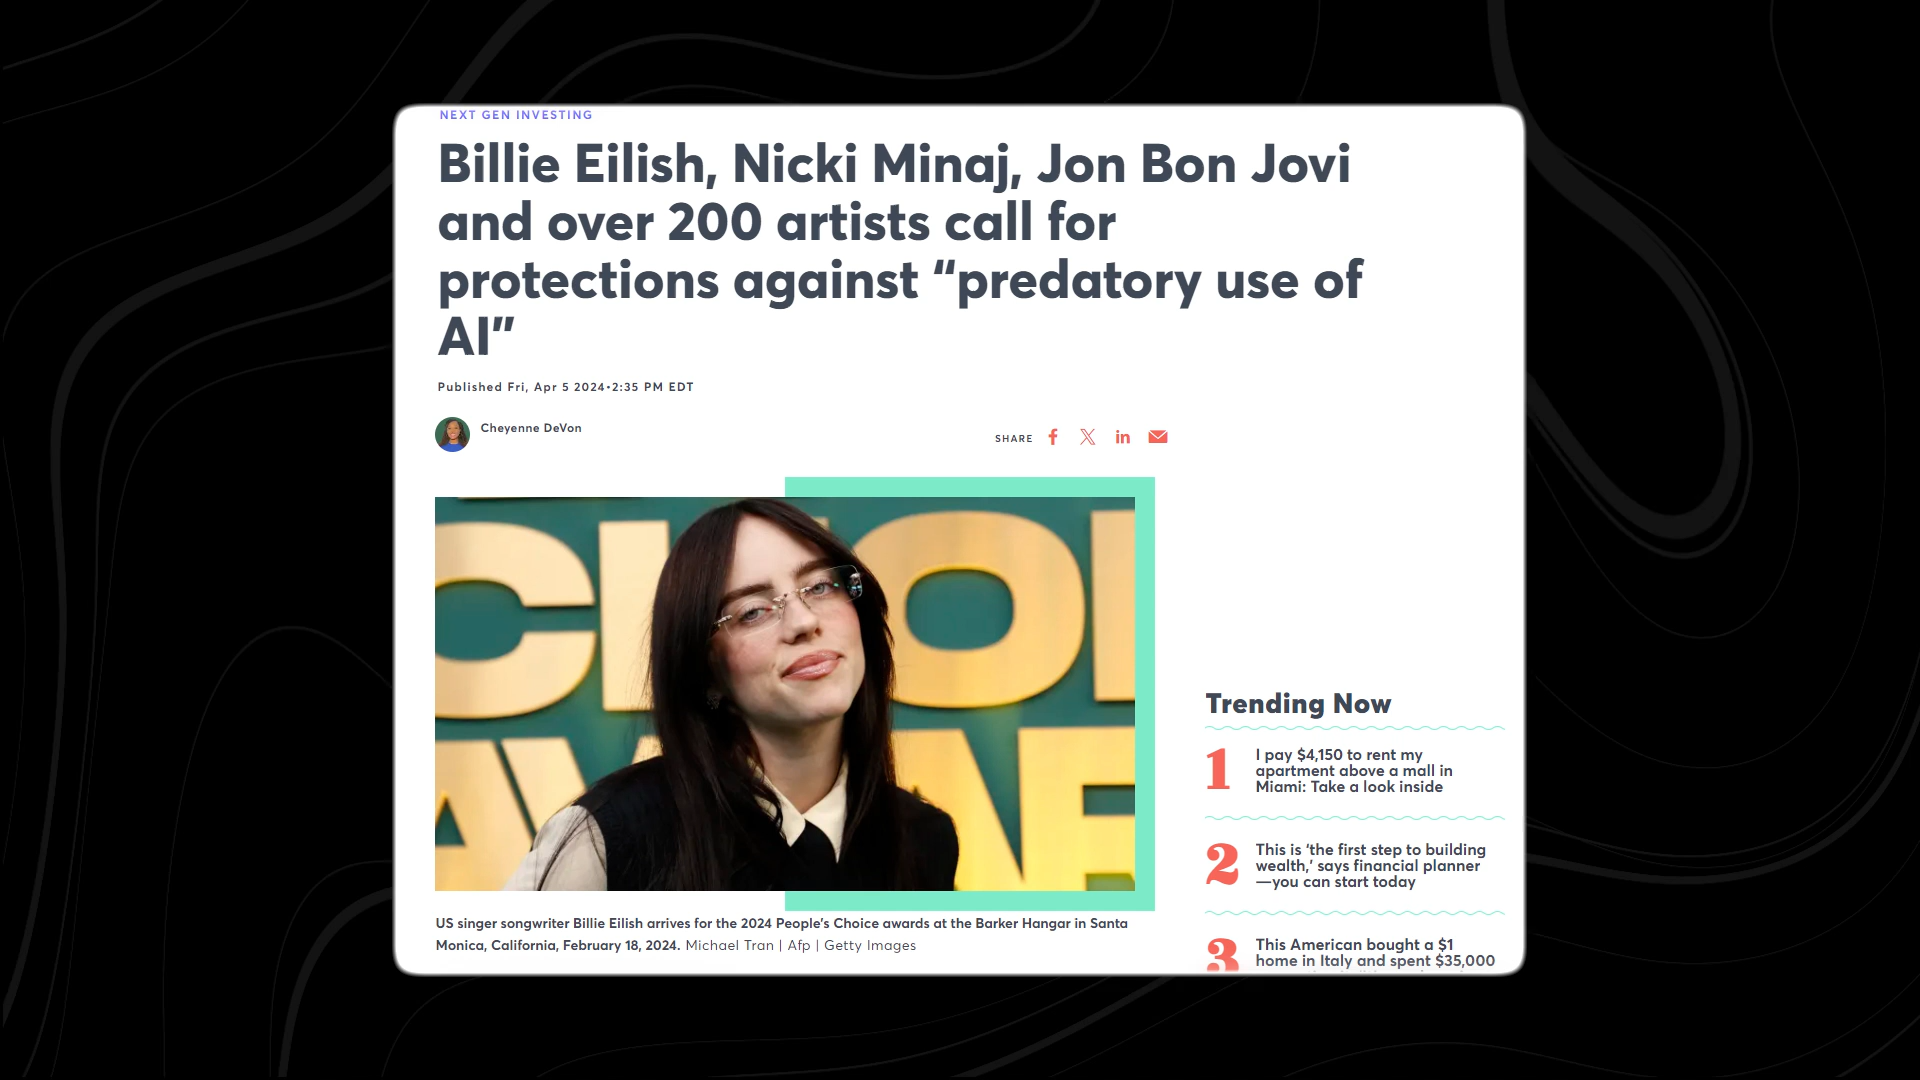 NEXT GEN INVESTING
Billie Eilish, Nicki Minaj, Jon Bon Jovi
and over 200 artists call for
protections against “predatory use of
AI”
Published Fri, Apr 5 2024•2:35 PM EDT
Cheyenne DeVon
SHARE
CHOI
AWAR
US singer songwriter Billie Eilish arrives for the 2024 People’s Choice awards at the Barker Hangar in Santa
Monica, California, February 18, 2024. Michael Tran | Afp | Getty Images
Trending Now
1
I pay $4,150 to rent my
apartment above a mall in
Miami: Take a look inside
2
This is ‘the first step to building
wealth,’ says financial planner
—you can start today
3
This American bought a $1
home in Italy and spent $35,000